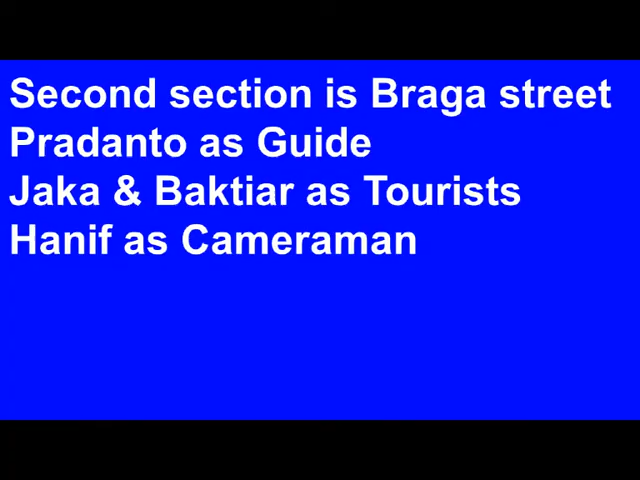 Second section is Braga street
Pradanto as Guide
Jaka & Baktiar as Tourists
Hanif as Cameraman